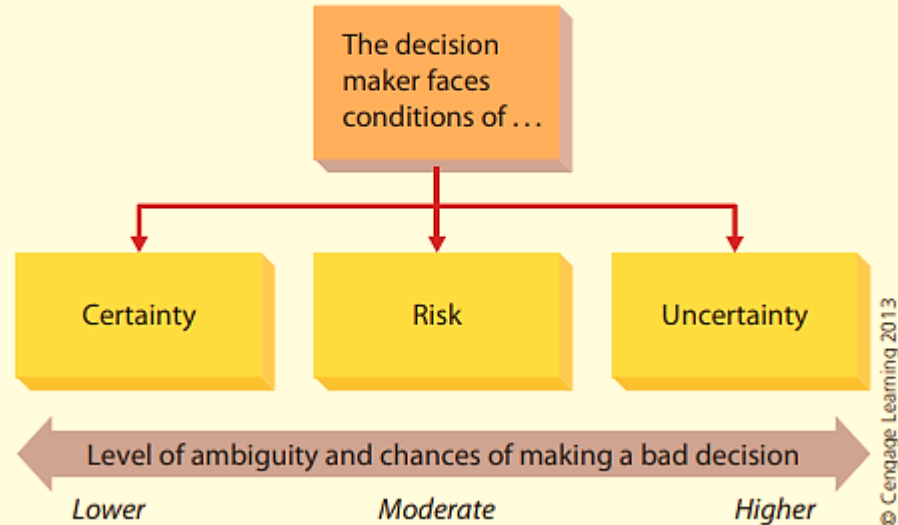 The decision
maker faces
conditions of ...
Certainty
Risk
Uncertainty
Level of ambiguity and chances of making a bad decision
Lower
Moderate
Higher
© Cengage Learning 2013